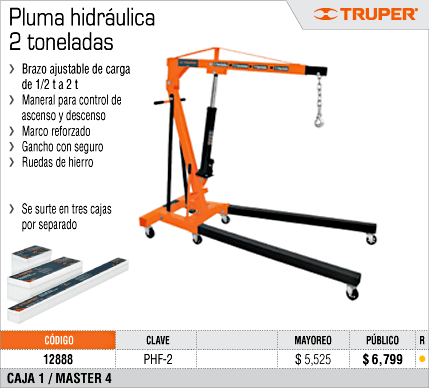 Pluma hidráulica
2 toneladas
TRUPER®
› Brazo ajustable de carga
de 1/2 t a 2 t
› Maneral para control de
ascenso y descenso
› Marco reforzado
› Gancho con seguro
› Ruedas de hierro
› Se surte en tres cajas
por separado
CÓDIGO CLAVE MAYOREO PÚBLICO R
12888 PHF-2 $ 5,525 $ 6,799
CAJA 1 / MASTER 4